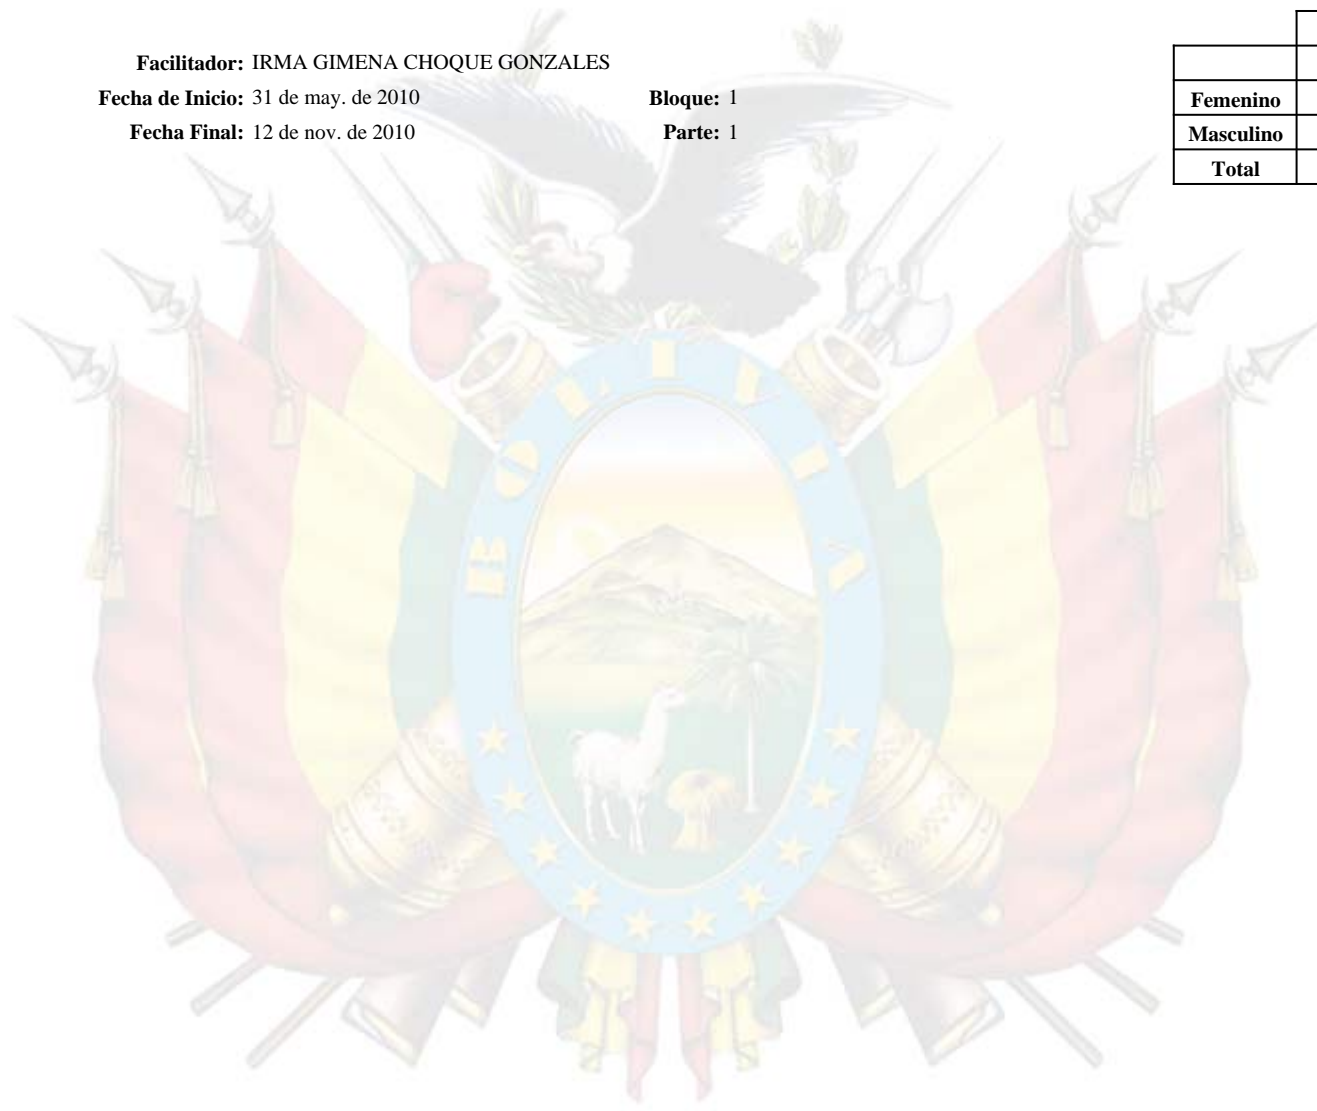 Facilitador: IRMA GIMENA CHOQUE GONZALES
Fecha de Inicio: 31 de may. de 2010 Bloque: 1
Fecha Final: 12 de nov. de 2010 Parte: 1
Femenino
Masculino
Total
BOLIVIA